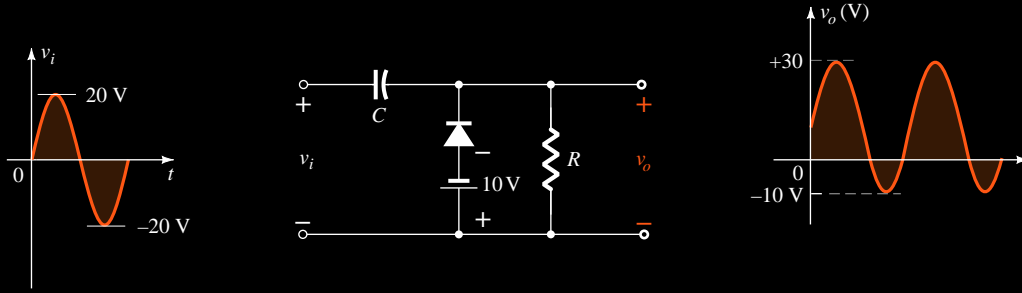 v_i
20 V
0
t
–20 V
+
C
v_i
–
–
10 V
+
R
+
v_o
–
v_o (V)
+30
0
–10 V